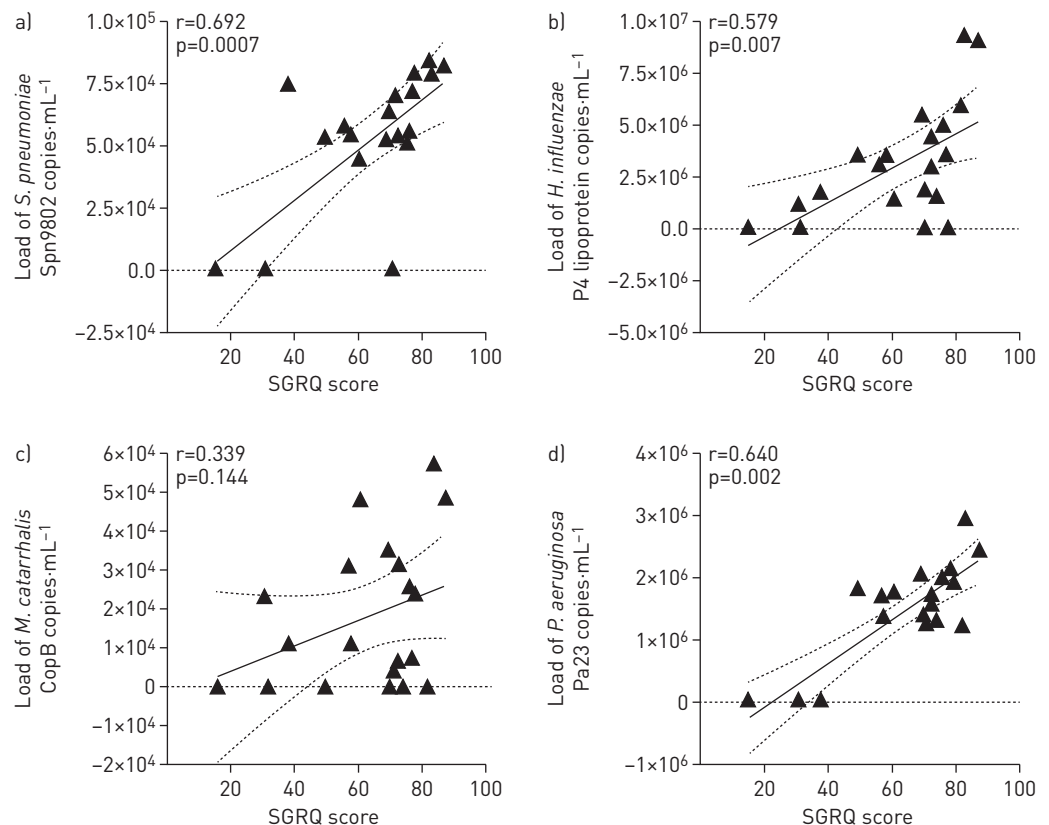 a)
r=0.692
p=0.0007
Load of S. pneumoniae
Spn9802 copies·mL⁻¹
1.0×10⁵
7.5×10⁴
5.0×10⁴
2.5×10⁴
0.0
−2.5×10⁴
20 40 60 80 100
SGRQ score
b)
r=0.579
p=0.007
Load of H. influenzae
P4 lipoprotein copies·mL⁻¹
1.0×10⁷
7.5×10⁶
5.0×10⁶
2.5×10⁶
0.0
−2.5×10⁶
−5.0×10⁶
20 40 60 80 100
SGRQ score
c)
r=0.339
p=0.144
Load of M. catarrhalis
CopB copies·mL⁻¹
6×10⁴
5×10⁴
4×10⁴
3×10⁴
2×10⁴
1×10⁴
0
−1×10⁴
−2×10⁴
20 40 60 80 100
SGRQ score
d)
r=0.640
p=0.002
Load of P. aeruginosa
Pa23 copies·mL⁻¹
4×10⁶
3×10⁶
2×10⁶
1×10⁶
0
−1×10⁶
20 40 60 80 100
SGRQ score